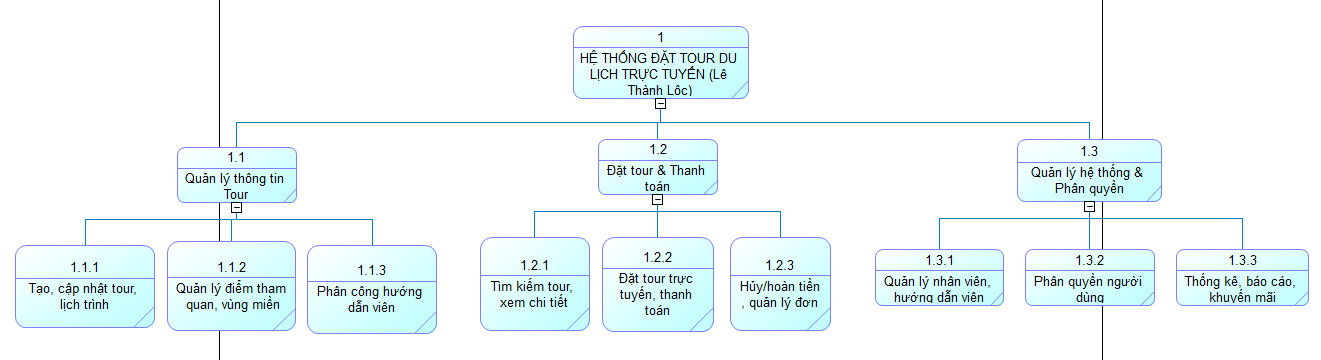 1
HỆ THỐNG ĐẶT TOUR DU
LỊCH TRỰC TUYẾN (Lê
Thành Lộc)
1.1
Quản lý thông tin
Tour
1.2
Đặt tour & Thanh
toán
1.3
Quản lý hệ thống &
Phân quyền
1.1.1
Tạo, cập nhật tour,
lịch trình
1.1.2
Quản lý điểm tham
quan, vùng miền
1.1.3
Phân công hướng
dẫn viên
1.2.1
Tìm kiếm tour,
xem chi tiết
1.2.2
Đặt tour trực
tuyến, thanh
toán
1.2.3
Hủy/hoàn tiền
, quản lý đơn
1.3.1
Quản lý nhân viên,
hướng dẫn viên
1.3.2
Phân quyền người
dùng
1.3.3
Thống kê, báo cáo,
khuyến mãi